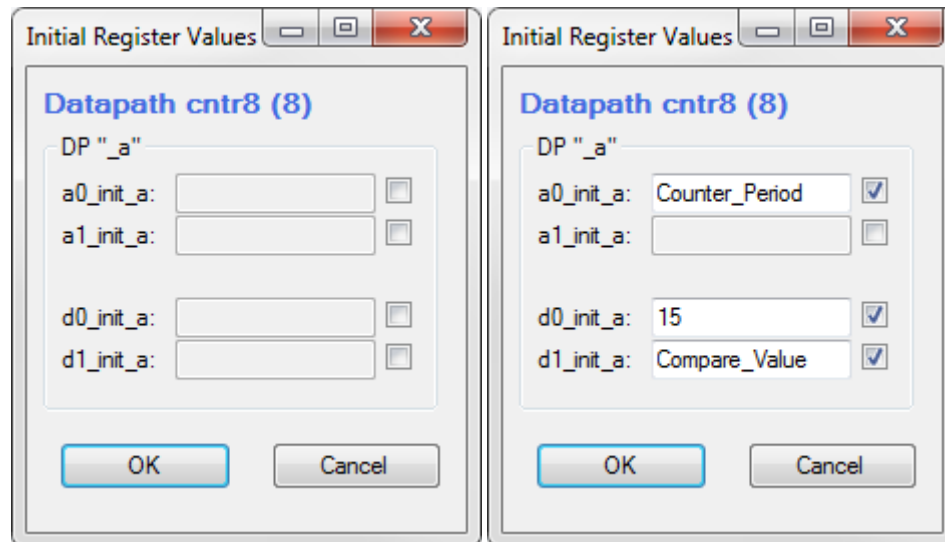 Initial Register Values
Datapath cntr8 (8)
DP "_a"
a0_init_a:
a1_init_a:
d0_init_a:
d1_init_a:
OK Cancel
Initial Register Values
Datapath cntr8 (8)
DP "_a"
a0_init_a: Counter_Period
a1_init_a:
d0_init_a: 15
d1_init_a: Compare_Value
OK Cancel